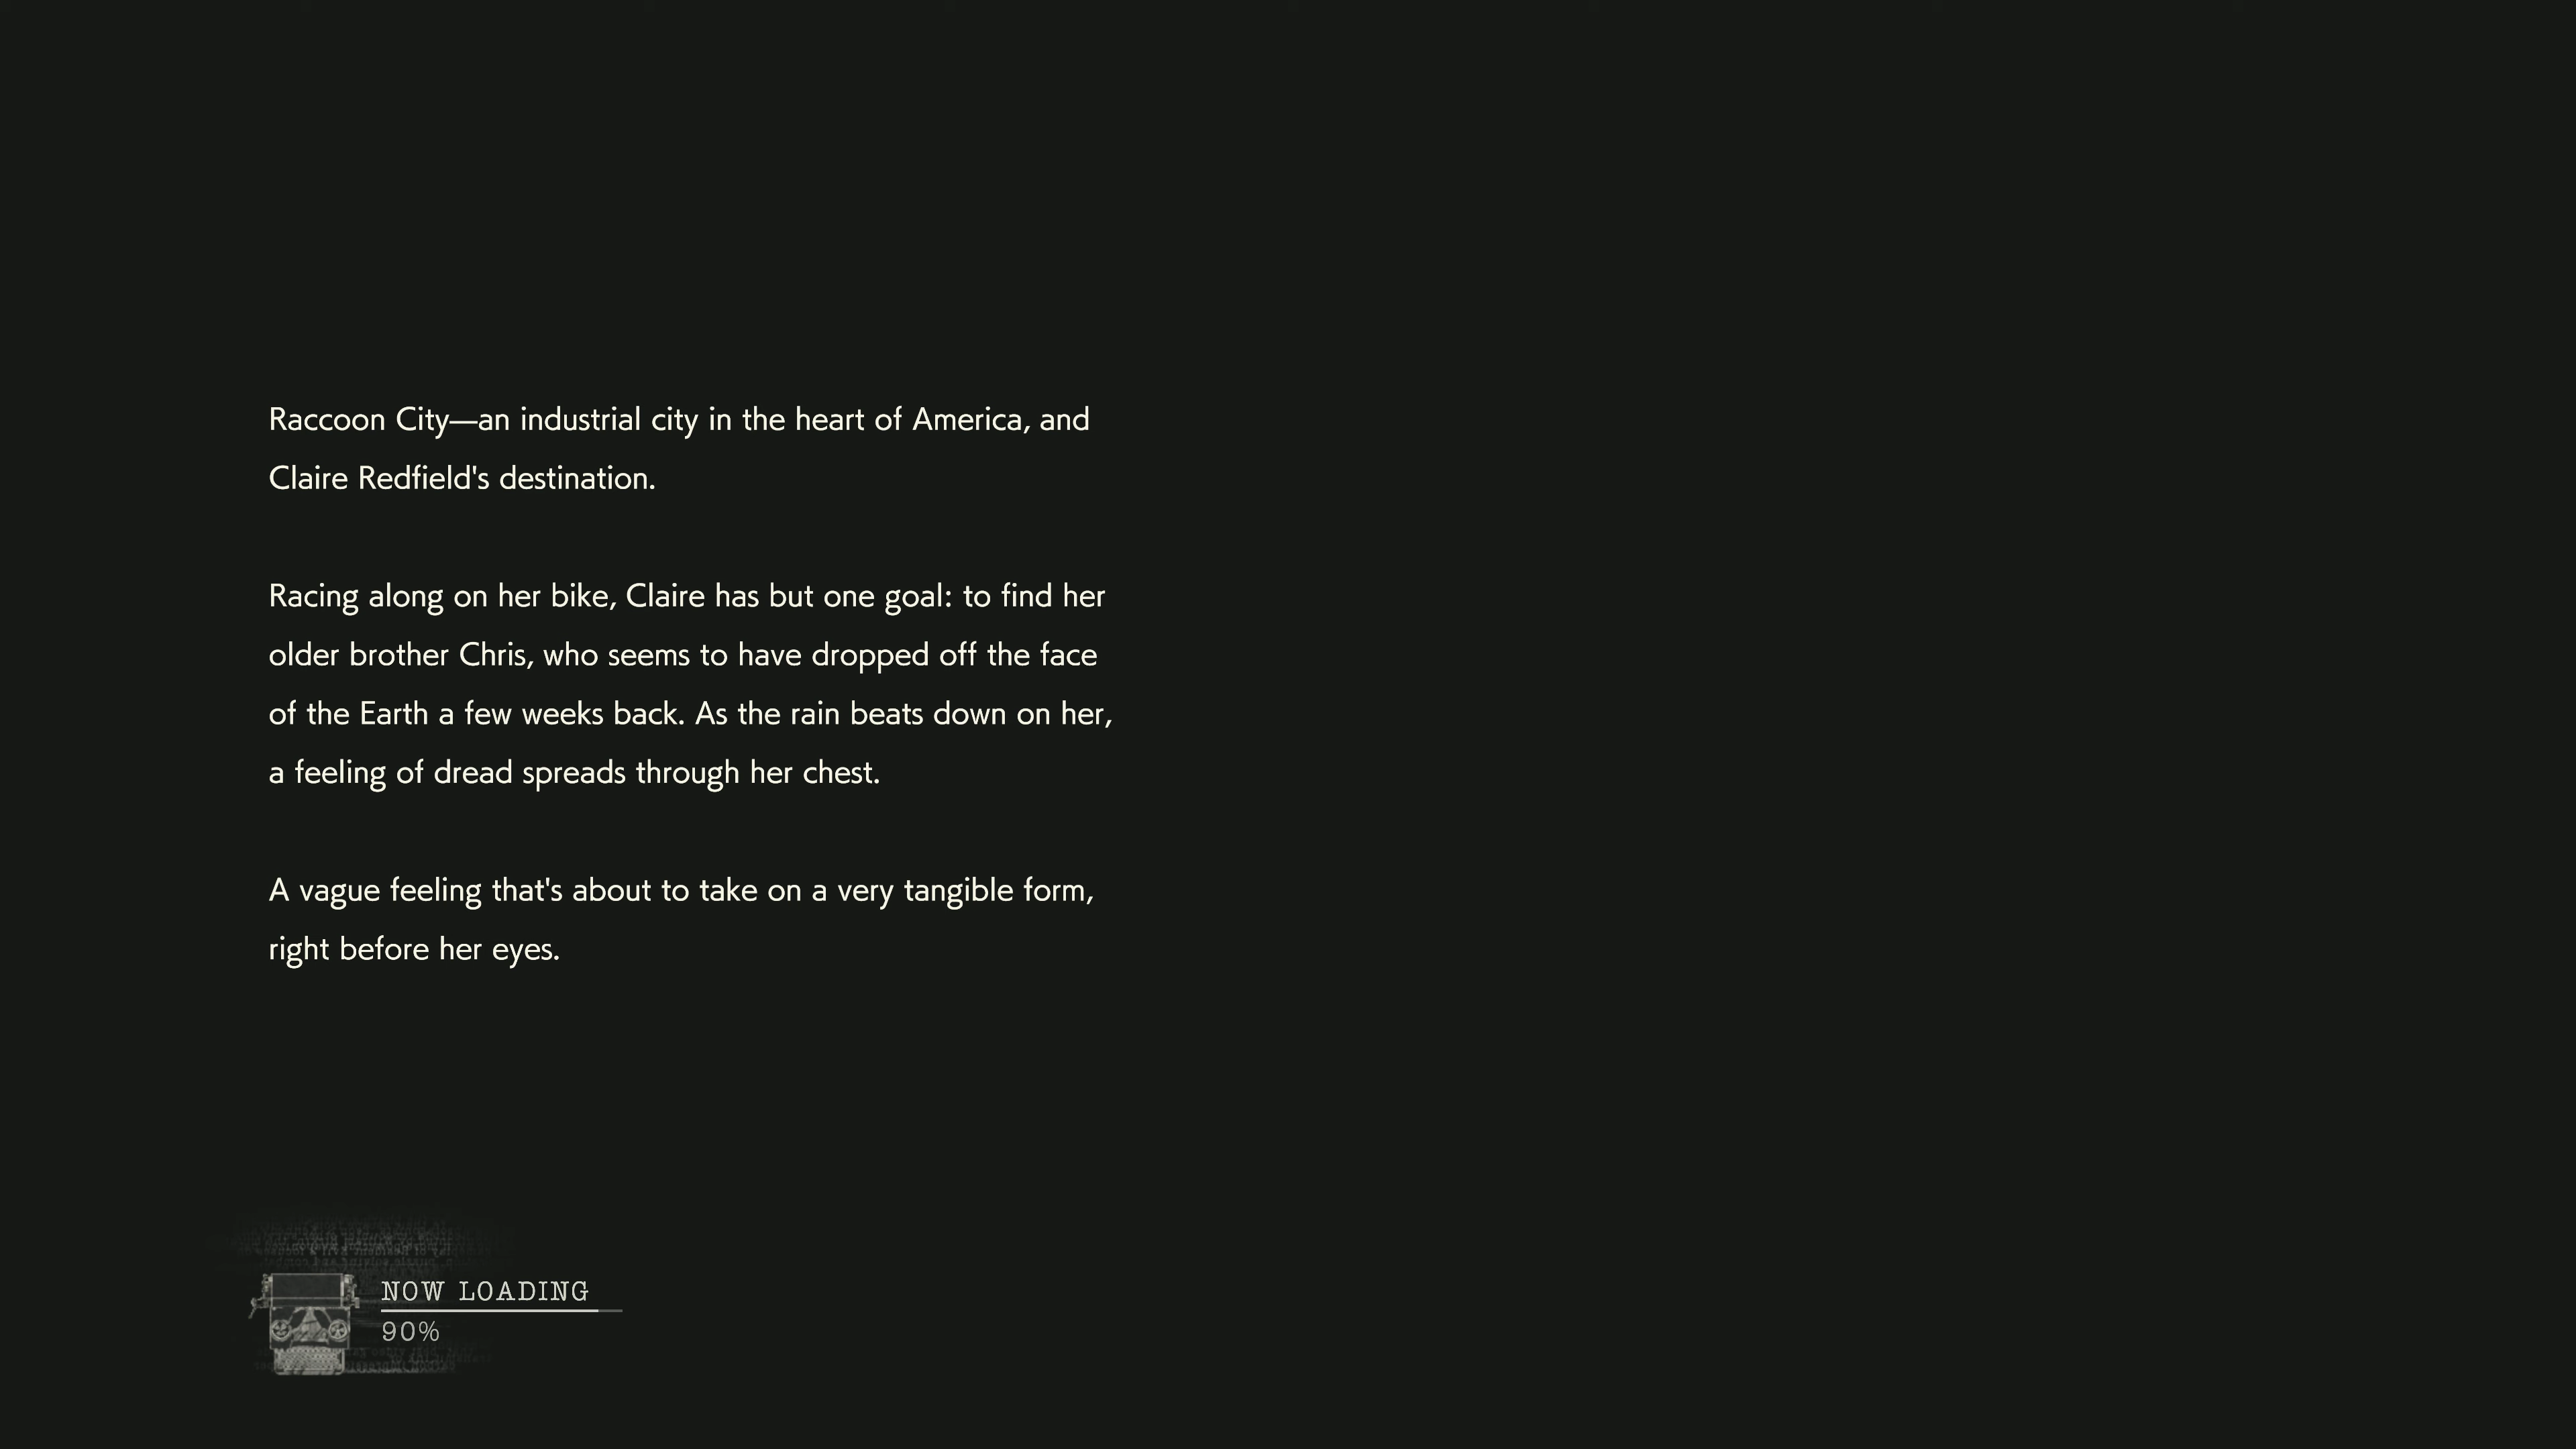 Raccoon City—an industrial city in the heart of America, and
Claire Redfield's destination.
Racing along on her bike, Claire has but one goal: to find her
older brother Chris, who seems to have dropped off the face
of the Earth a few weeks back. As the rain beats down on her,
a feeling of dread spreads through her chest.
A vague feeling that's about to take on a very tangible form,
right before her eyes.
NOW LOADING
90%